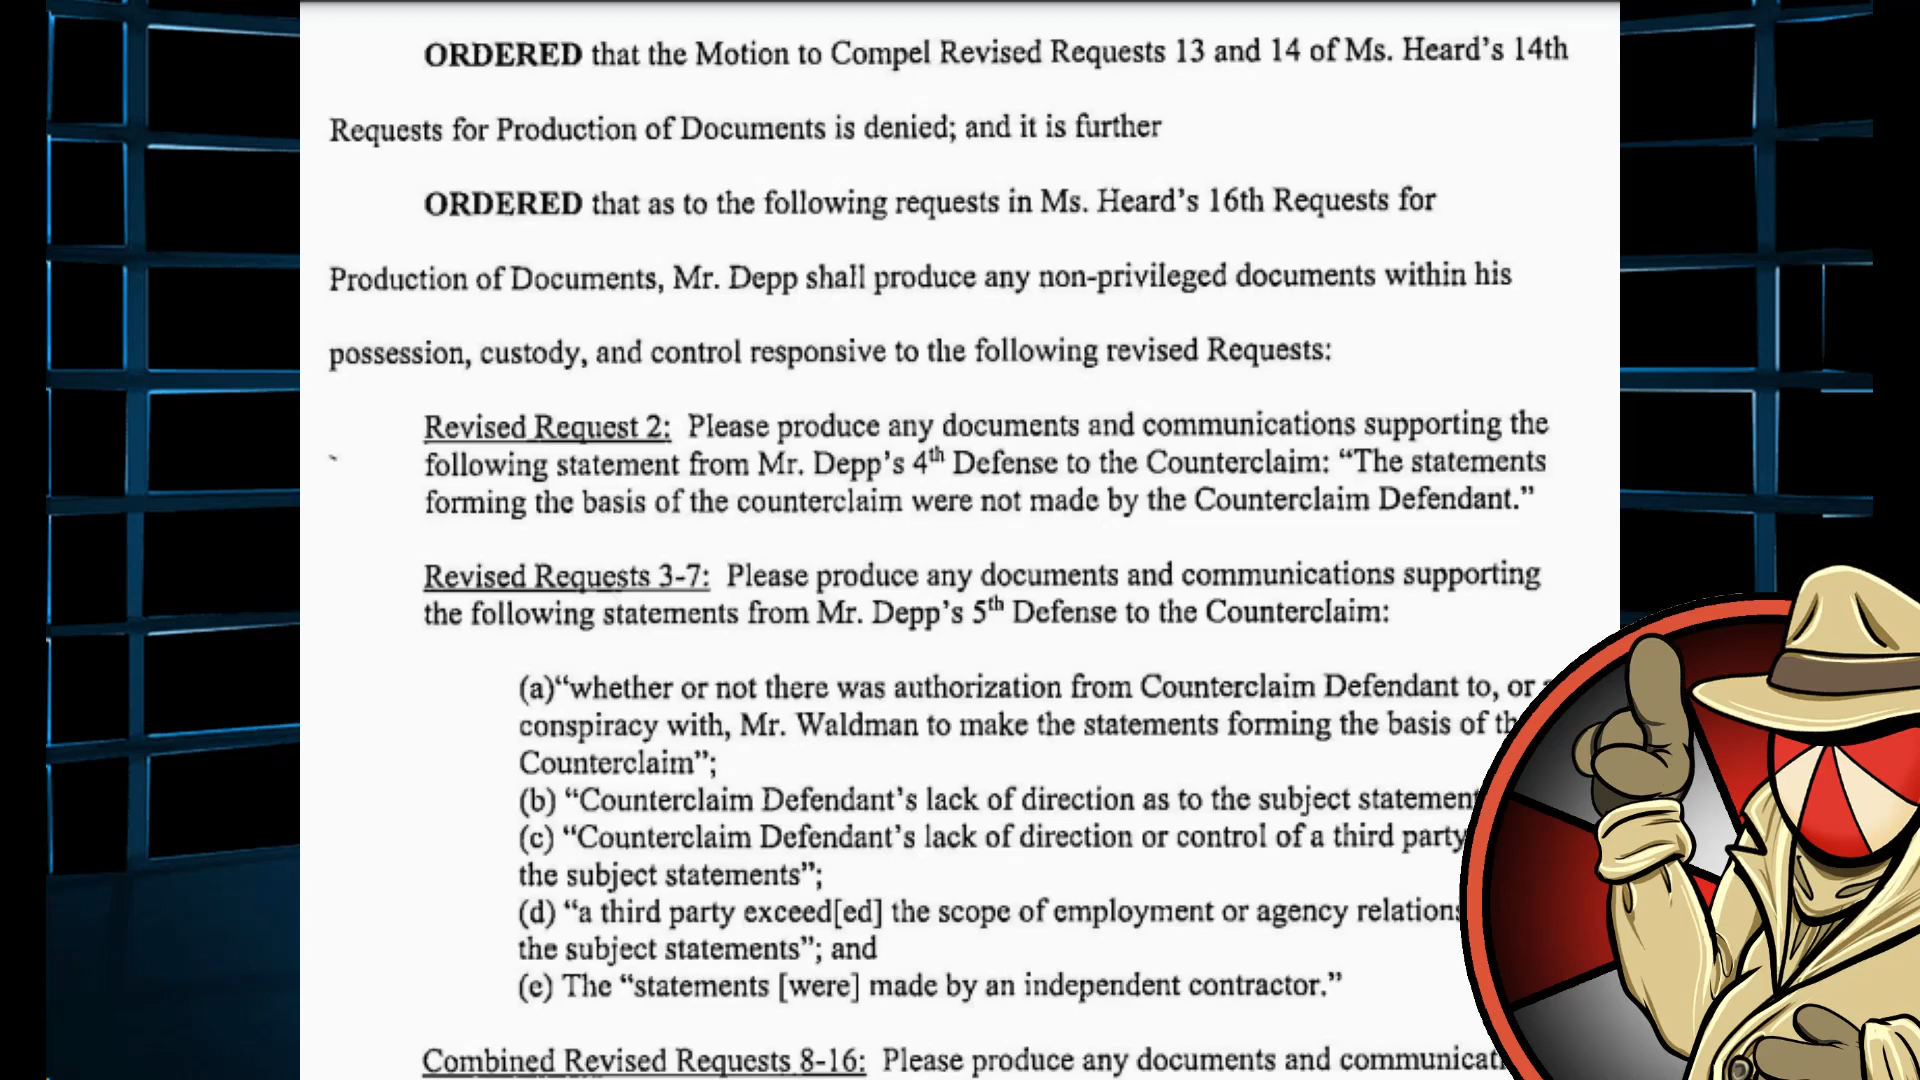 ORDERED that the Motion to Compel Revised Requests 13 and 14 of Ms. Heard's 14th
Requests for Production of Documents is denied; and it is further
ORDERED that as to the following requests in Ms. Heard's 16th Requests for
Production of Documents, Mr. Depp shall produce any non-privileged documents within his
possession, custody, and control responsive to the following revised Requests:
Revised Request 2: Please produce any documents and communications supporting the
following statement from Mr. Depp's 4th Defense to the Counterclaim: “The statements
forming the basis of the counterclaim were not made by the Counterclaim Defendant.”
Revised Requests 3-7: Please produce any documents and communications supporting
the following statements from Mr. Depp's 5th Defense to the Counterclaim:
(a)“whether or not there was authorization from Counterclaim Defendant to, or
conspiracy with, Mr. Waldman to make the statements forming the basis of
Counterclaim”;
(b) “Counterclaim Defendant's lack of direction as to the subject
(c) “Counterclaim Defendant's lack of direction or control of a third party
the subject statements”;
(d) “a third party exceed[ed] the scope of employment or agency
the subject statements”; and
(e) The “statements [were] made by an independent contractor.”
Combined Revised Requests 8-16: Please produce any documents and